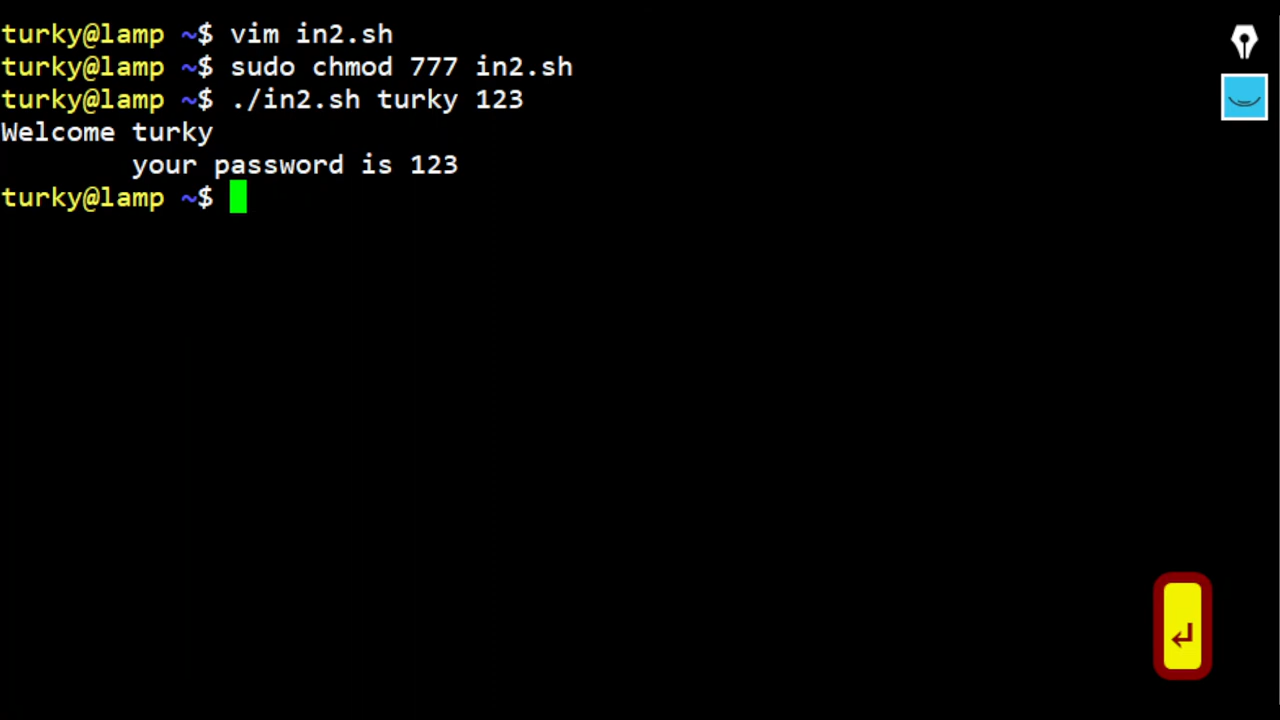 turky@lamp ~$ vim in2.sh
turky@lamp ~$ sudo chmod 777 in2.sh
turky@lamp ~$ ./in2.sh turky 123
Welcome turky
        your password is 123
turky@lamp ~$